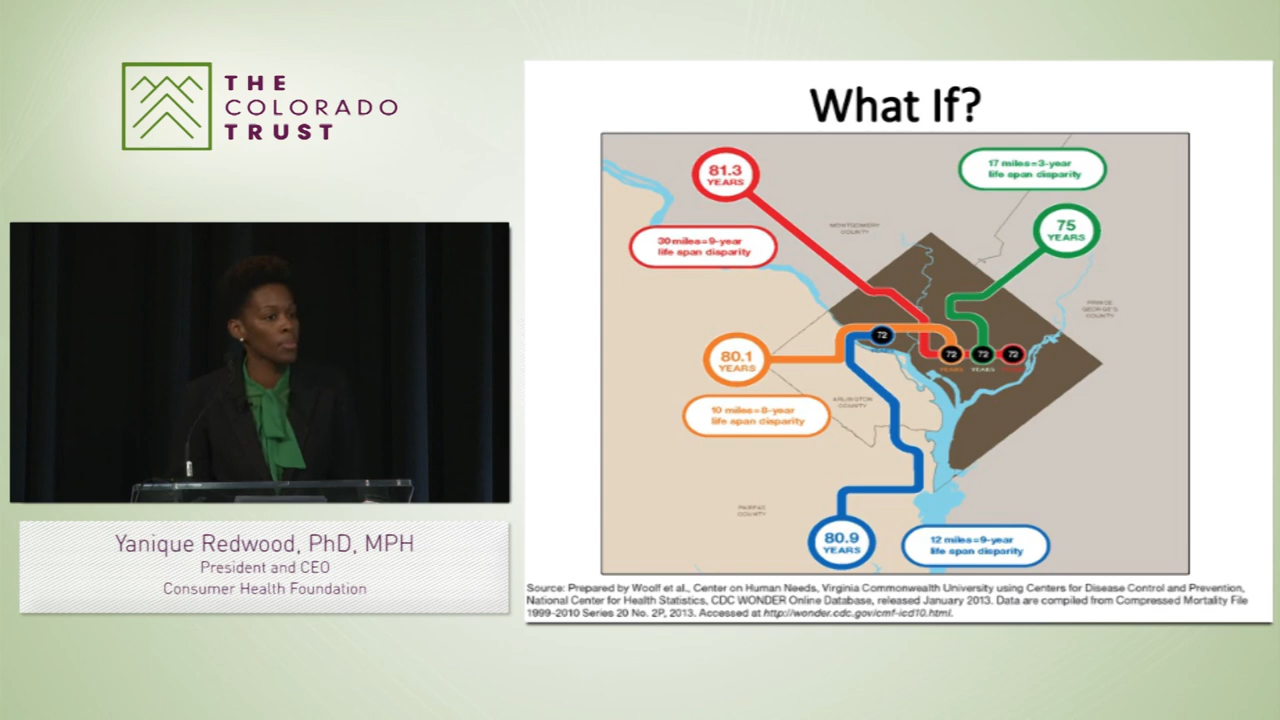 THE
COLORADO
TRUST
What If?
81.3
YEARS
17 miles=3-year
life span disparity
75
YEARS
MONTGOMERY
COUNTY
30 miles=9-year
life span disparity
PRINCE
GEORGE'S
COUNTY
72
80.1
YEARS
72
YEARS
72
YEARS
72
10 miles=8-year
life span disparity
ARLINGTON
COUNTY
FAIRFAX
COUNTY
80.9
YEARS
12 miles=9-year
life span disparity
Source: Prepared by Woolf et al., Center on Human Needs, Virginia Commonwealth University using Centers for Disease Control and Prevention,
National Center for Health Statistics, CDC WONDER Online Database, released January 2013. Data are compiled from Compressed Mortality File
1999-2010 Series 20 No. 2P, 2013. Accessed at http://wonder.cdc.gov/cmf-icd10.html.
Yanique Redwood, PhD, MPH
President and CEO
Consumer Health Foundation